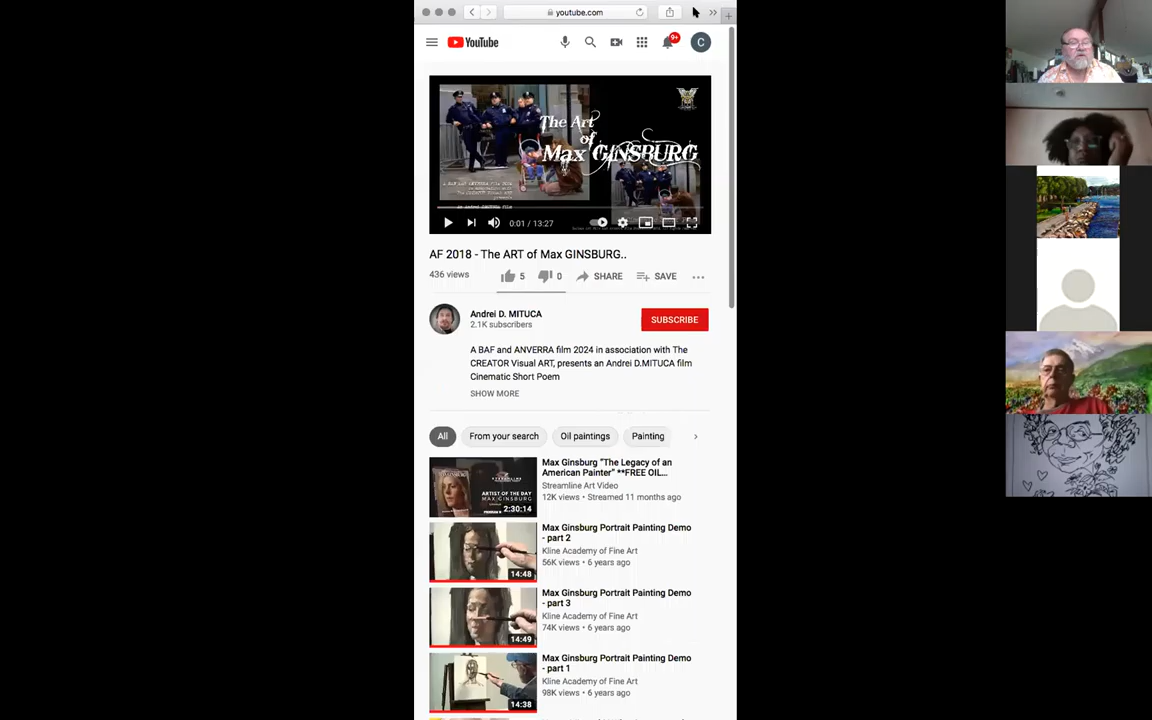 youtube.com
YouTube
9+
C
The Art
of
Max GINSBURG
0:01 / 13:27
AF 2018 - The ART of Max GINSBURG..
436 views
5
0
SHARE
SAVE
Andrei D. MITUCA
2.1K subscribers
SUBSCRIBE
A BAF and ANVERRA film 2024 in association with The
CREATOR Visual ART, presents an Andrei D.MITUCA film
Cinematic Short Poem
SHOW MORE
All
From your search
Oil paintings
Painting
ARTIST OF THE DAY
MAX GINSBURG
2:30:14
Max Ginsburg "The Legacy of an
American Painter" **FREE OIL...
Streamline Art Video
12K views • Streamed 11 months ago
14:48
Max Ginsburg Portrait Painting Demo
- part 2
Kline Academy of Fine Art
56K views • 6 years ago
14:49
Max Ginsburg Portrait Painting Demo
- part 3
Kline Academy of Fine Art
74K views • 6 years ago
14:38
Max Ginsburg Portrait Painting Demo
- part 1
Kline Academy of Fine Art
98K views • 6 years ago